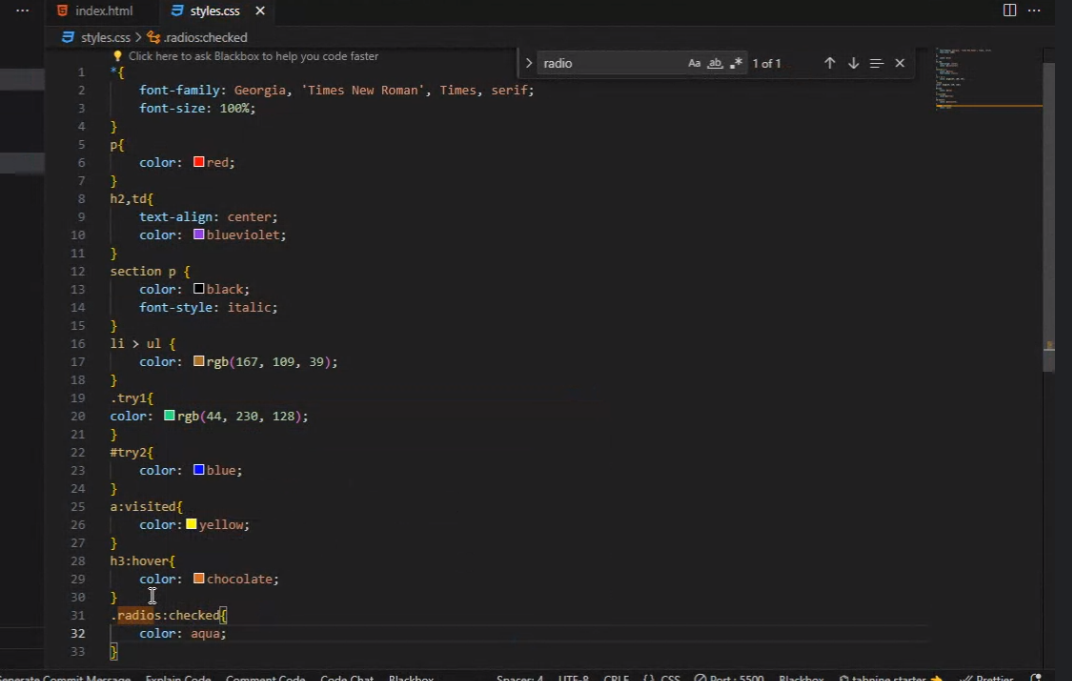 ... index.html styles.css × ...
styles.css > .radios:checked
Click here to ask Blackbox to help you code faster
> radio Aa ab .* 1 of 1 ↑ ↓ ×
1 *{
2 font-family: Georgia, 'Times New Roman', Times, serif;
3 font-size: 100%;
4 }
5 p{
6 color: red;
7 }
8 h2,td{
9 text-align: center;
10 color: blueviolet;
11 }
12 section p {
13 color: black;
14 font-style: italic;
15 }
16 li > ul {
17 color: rgb(167, 109, 39);
18 }
19 .try1{
20 color: rgb(44, 230, 128);
21 }
22 #try2{
23 color: blue;
24 }
25 a:visited{
26 color: yellow;
27 }
28 h3:hover{
29 color: chocolate;
30 }
31 .radios:checked{
32 color: aqua;
33 }
enerate Commit Message Explain Code Comment Code Code Chat Blackbox Spaces: 4 UTF-8 CRLF {} CSS Port : 5500 Blackbox tabnine starter Prettier